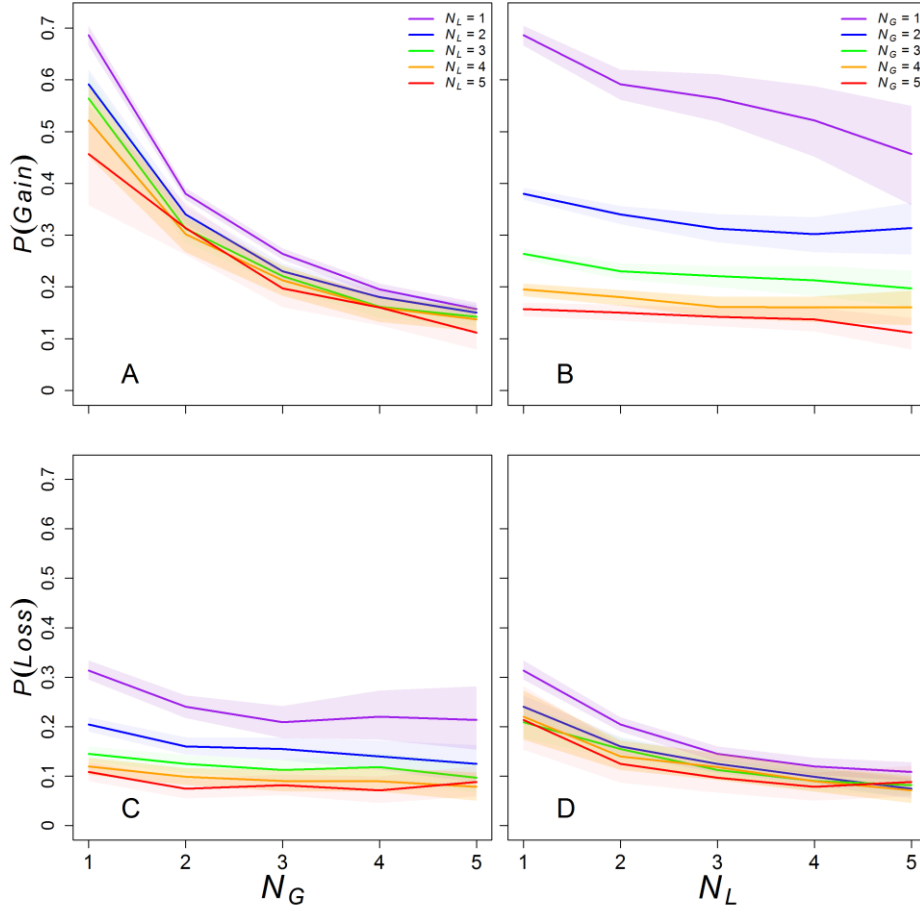 P(Gain)
0.7
0.6
0.5
0.4
0.3
0.2
0.1
0
N_L = 1
N_L = 2
N_L = 3
N_L = 4
N_L = 5
A
N_G = 1
N_G = 2
N_G = 3
N_G = 4
N_G = 5
B
P(Loss)
0.7
0.6
0.5
0.4
0.3
0.2
0.1
0
C
D
1 2 3 4 5
1 2 3 4 5
N_G
N_L